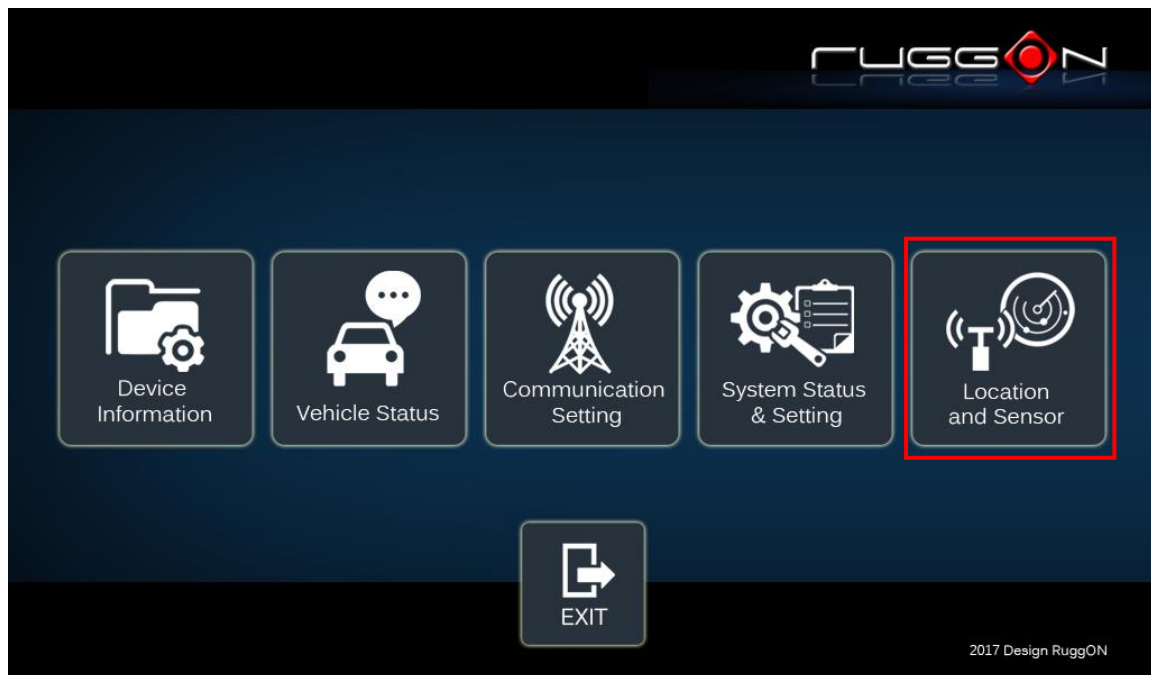 ruggon
Device
Information
Vehicle Status
Communication
Setting
System Status
& Setting
Location
and Sensor
EXIT
2017 Design RuggON